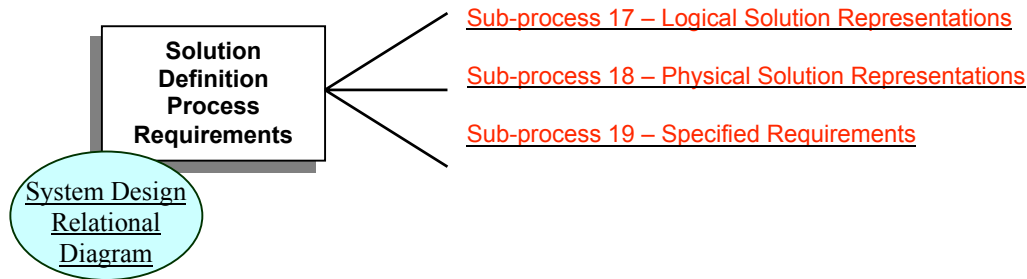 Solution
Definition
Process
Requirements
Sub-process 17 – Logical Solution Representations
Sub-process 18 – Physical Solution Representations
Sub-process 19 – Specified Requirements
System Design
Relational
Diagram